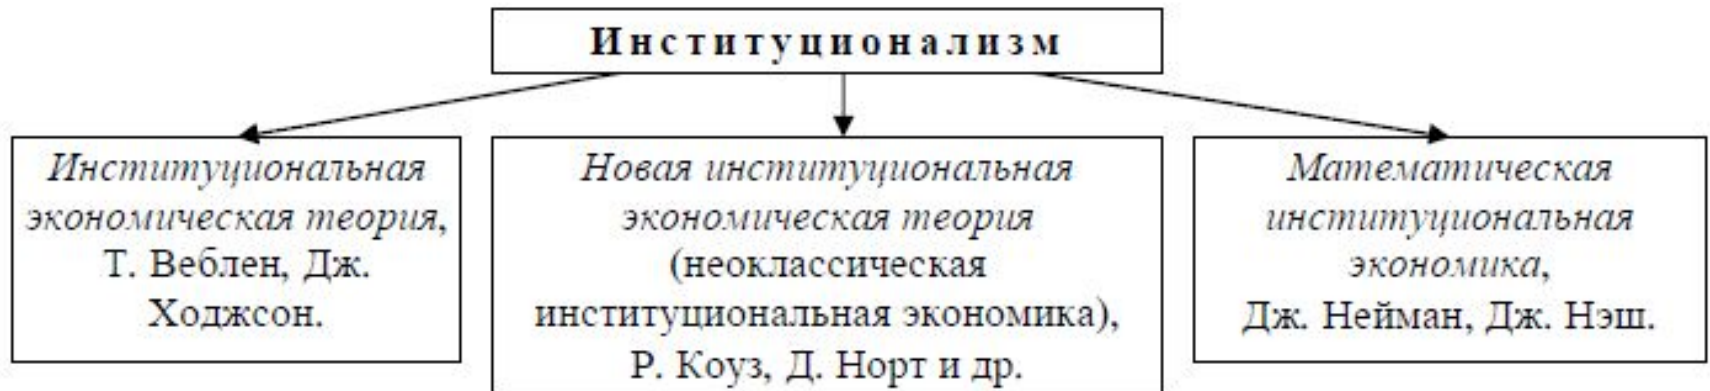 Институционализм
Институциональная
экономическая теория,
Т. Веблен, Дж.
Ходжсон.
Новая институциональная
экономическая теория
(неоклассическая
институциональная экономика),
Р. Коуз, Д. Норт и др.
Математическая
институциональная
экономика,
Дж. Нейман, Дж. Нэш.